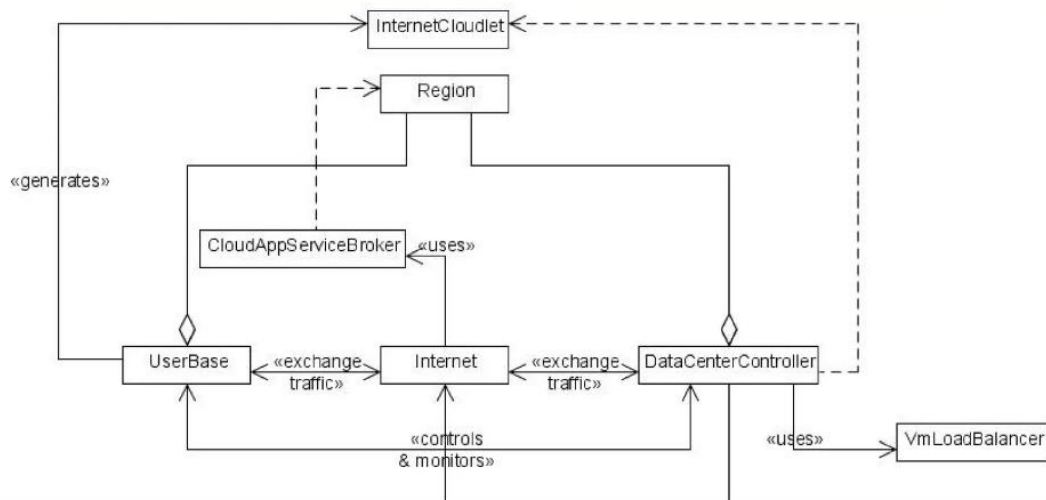 InternetCloudlet
Region
«generates»
CloudAppServiceBroker
«uses»
UserBase
«exchange
traffic»
Internet
«exchange
traffic»
DataCenterController
«controls
& monitors»
«uses»
VmLoadBalancer